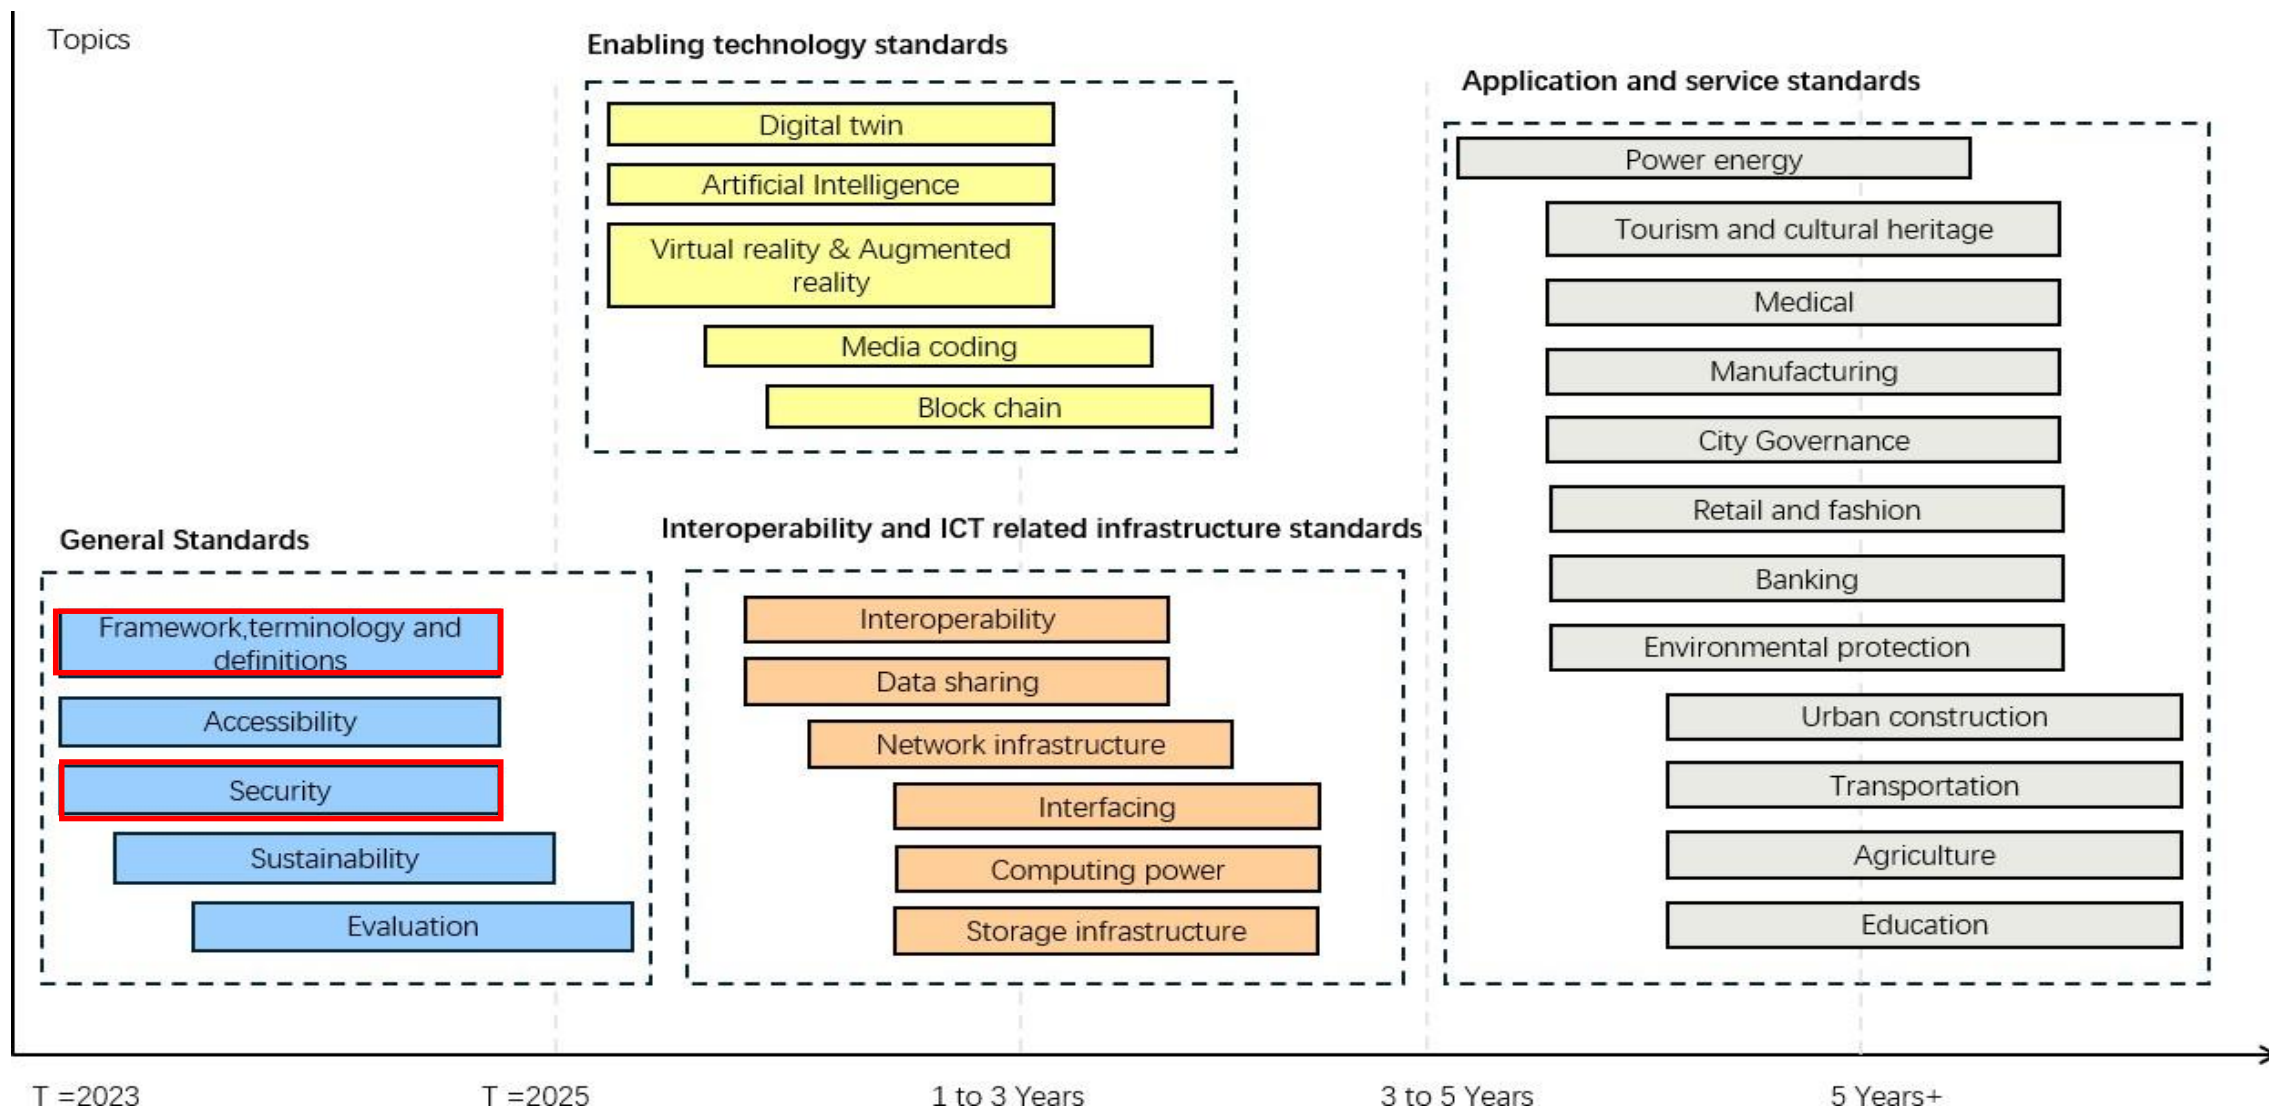 Topics
Enabling technology standards
Digital twin
Artificial Intelligence
Virtual reality & Augmented
reality
Media coding
Block chain
Application and service standards
Power energy
Tourism and cultural heritage
Medical
Manufacturing
City Governance
Retail and fashion
Banking
Environmental protection
Urban construction
Transportation
Agriculture
Education
General Standards
Framework,terminology and
definitions
Accessibility
Security
Sustainability
Evaluation
Interoperability and ICT related infrastructure standards
Interoperability
Data sharing
Network infrastructure
Interfacing
Computing power
Storage infrastructure
T =2023
T =2025
1 to 3 Years
3 to 5 Years
5 Years+